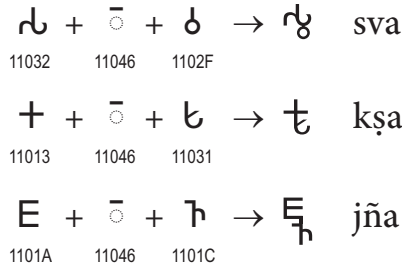 𑀲 + ◌𑁆 + 𑀯 → 𑀲𑁆𑀯 sva
11032 11046 1102F
𑀓 + ◌𑁆 + 𑀱 → 𑀓𑁆𑀱 kṣa
11013 11046 11031
𑀚 + ◌𑁆 + 𑀜 → 𑀚𑁆𑀜 jña
1101A 11046 1101C